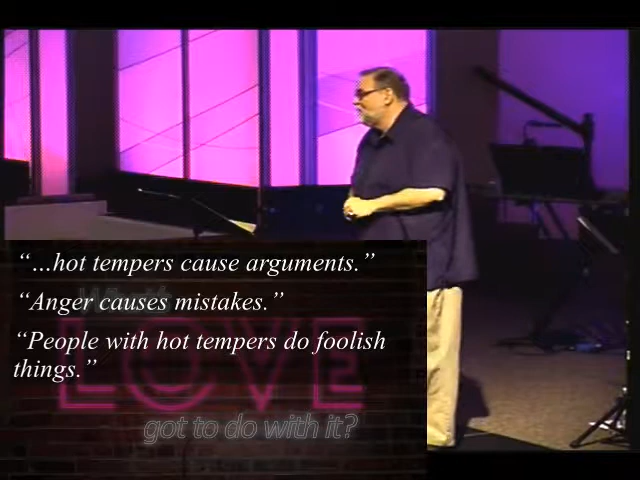 “...hot tempers cause arguments.”
“Anger causes mistakes.”
“People with hot tempers do foolish
things.”
What's
LOVE
got to do with it?